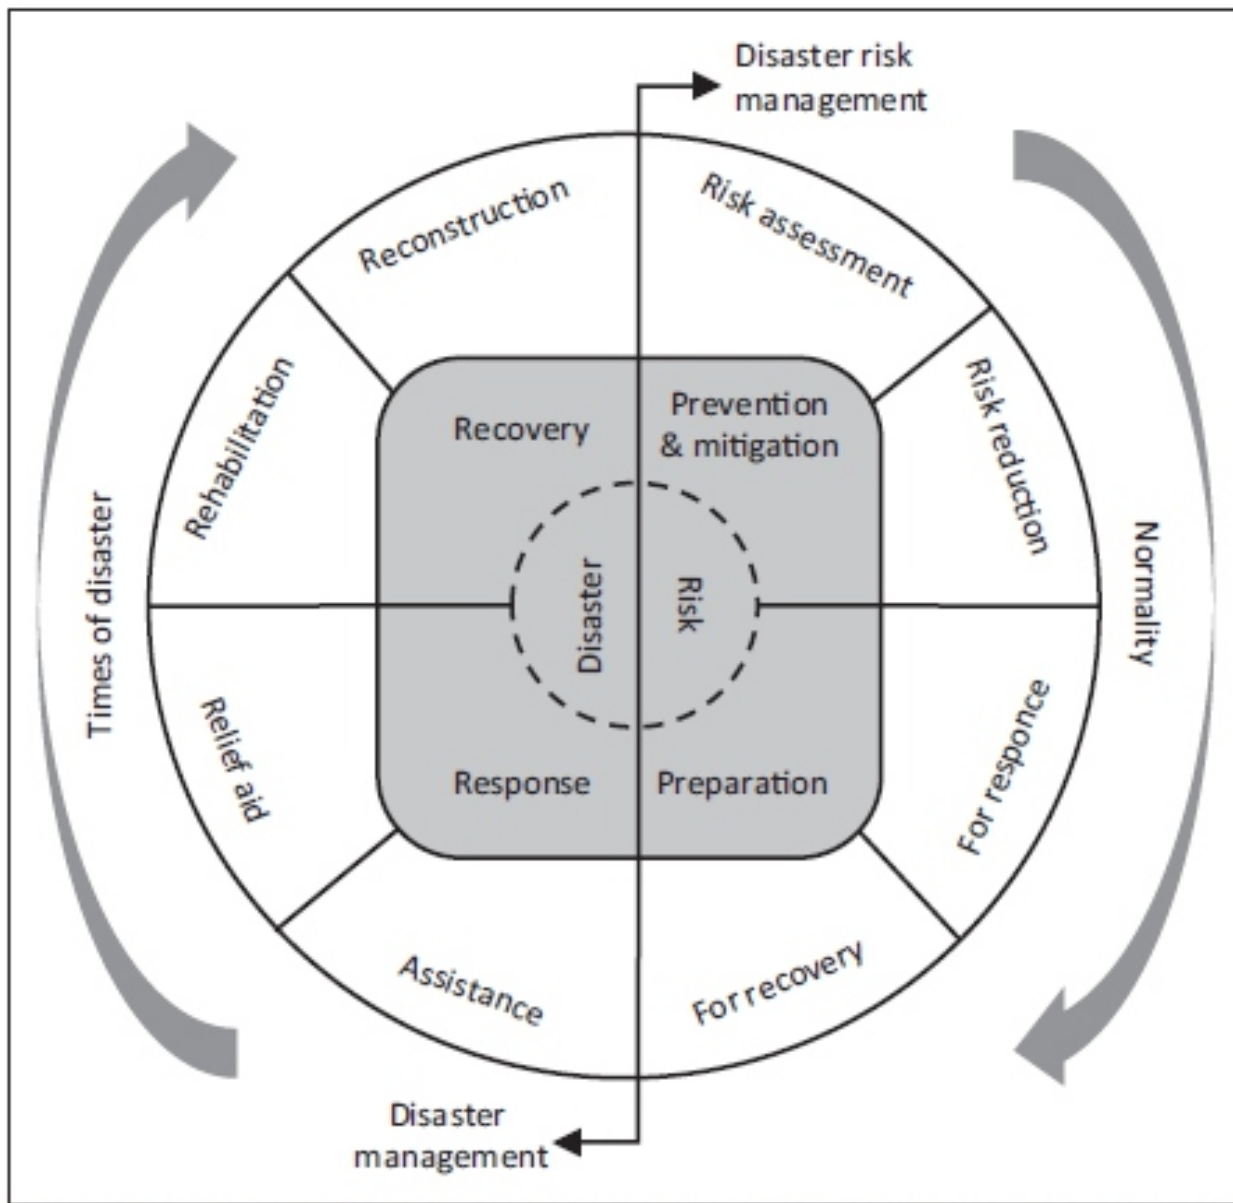 Disaster risk
management
Reconstruction
Risk assessment
Rehabilitation
Risk reduction
Recovery
Prevention
& mitigation
Times of disaster
Disaster
Risk
Normality
Relief aid
Response
Preparation
For responce
Assistance
For recovery
Disaster
management